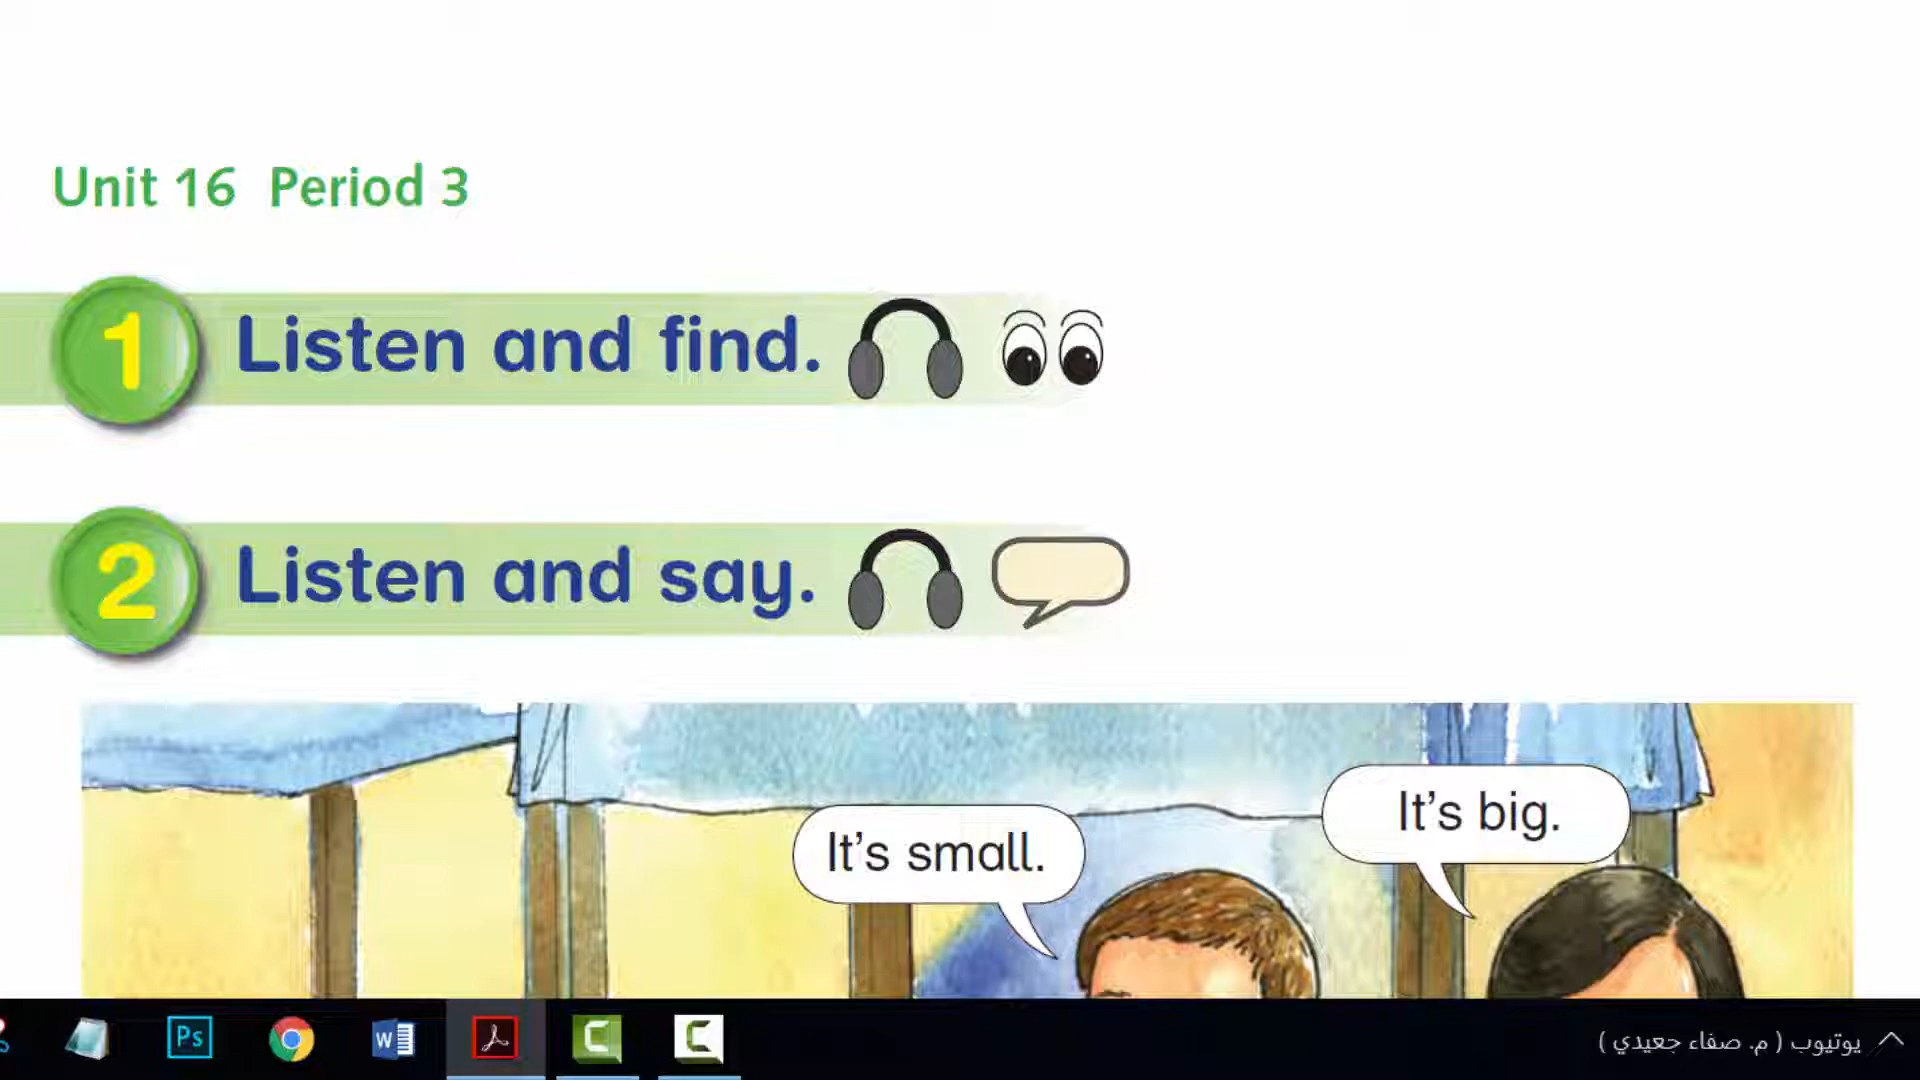 Unit 16 Period 3
1 Listen and find.
2 Listen and say.
It's small.
It's big.
Ps
W
يوتيوب ( م. صفاء جعيدي )